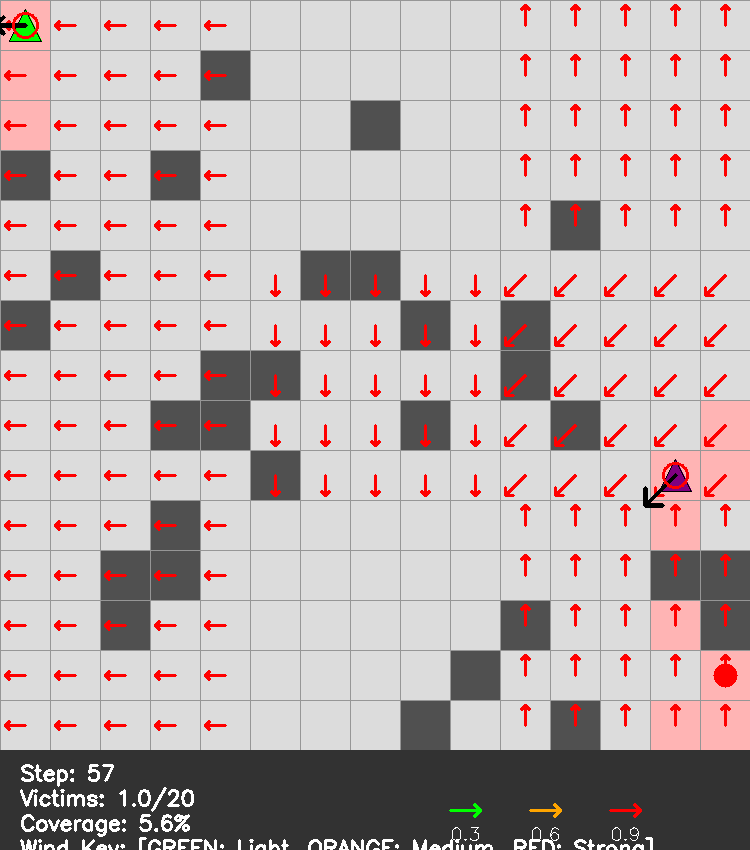 Step: 57
Victims: 1.0/20
Coverage: 5.6%
0.3 0.6 0.9
Wind Key: [GREEN: Light, ORANGE: Medium, RED: Strong]